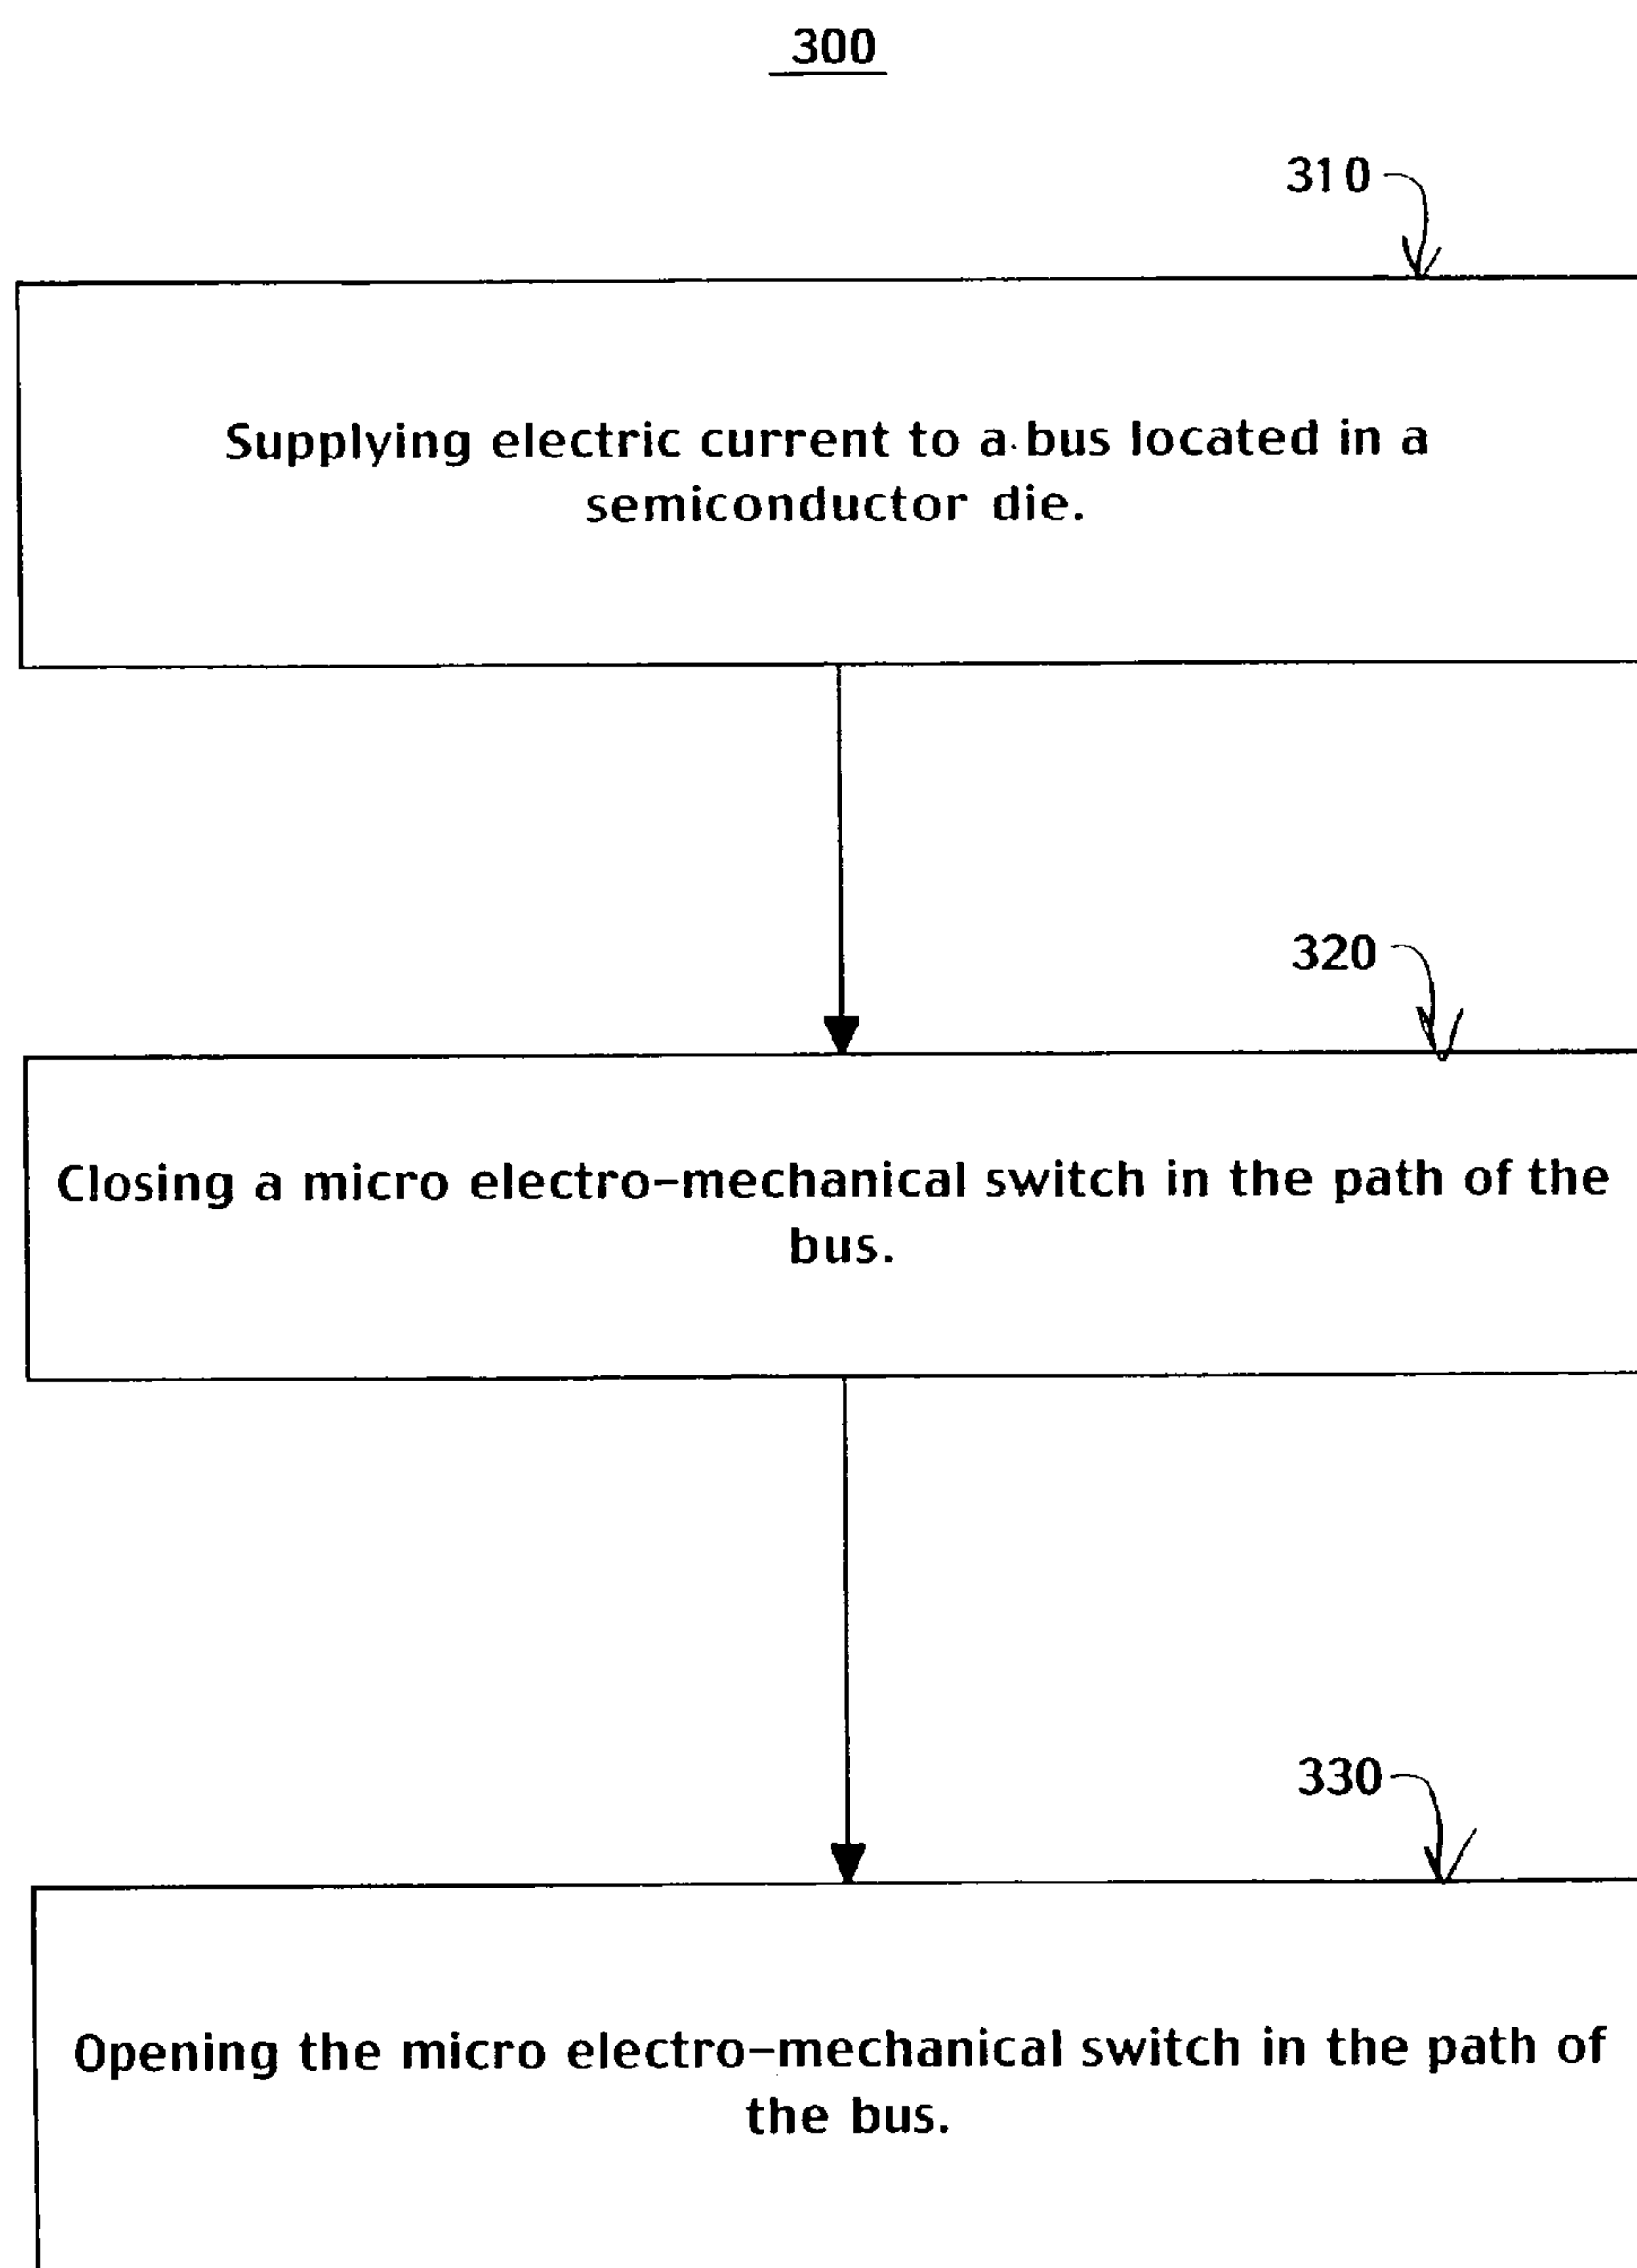 300
310
Supplying electric current to a bus located in a
semiconductor die.
320
Closing a micro electro-mechanical switch in the path of the
bus.
330
Opening the micro electro-mechanical switch in the path of
the bus.